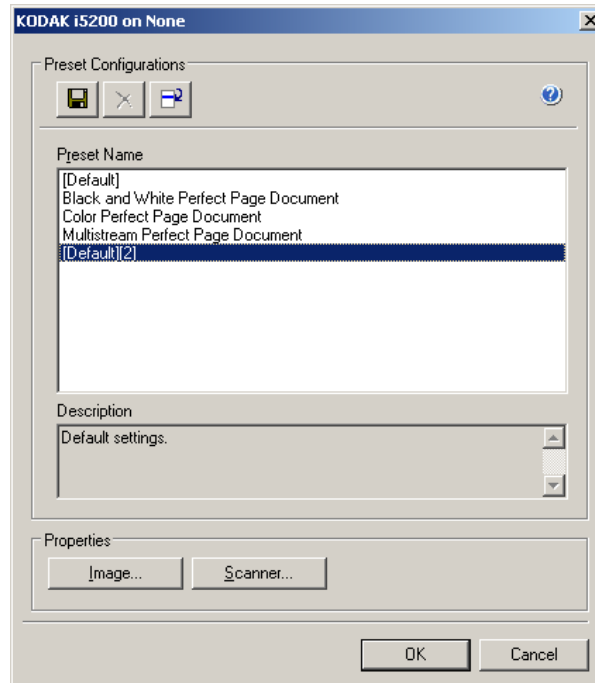 KODAK i5200 on None
Preset Configurations
Preset Name
[Default]
Black and White Perfect Page Document
Color Perfect Page Document
Multistream Perfect Page Document
[Default][2]
Description
Default settings.
Properties
Image...
Scanner...
OK
Cancel